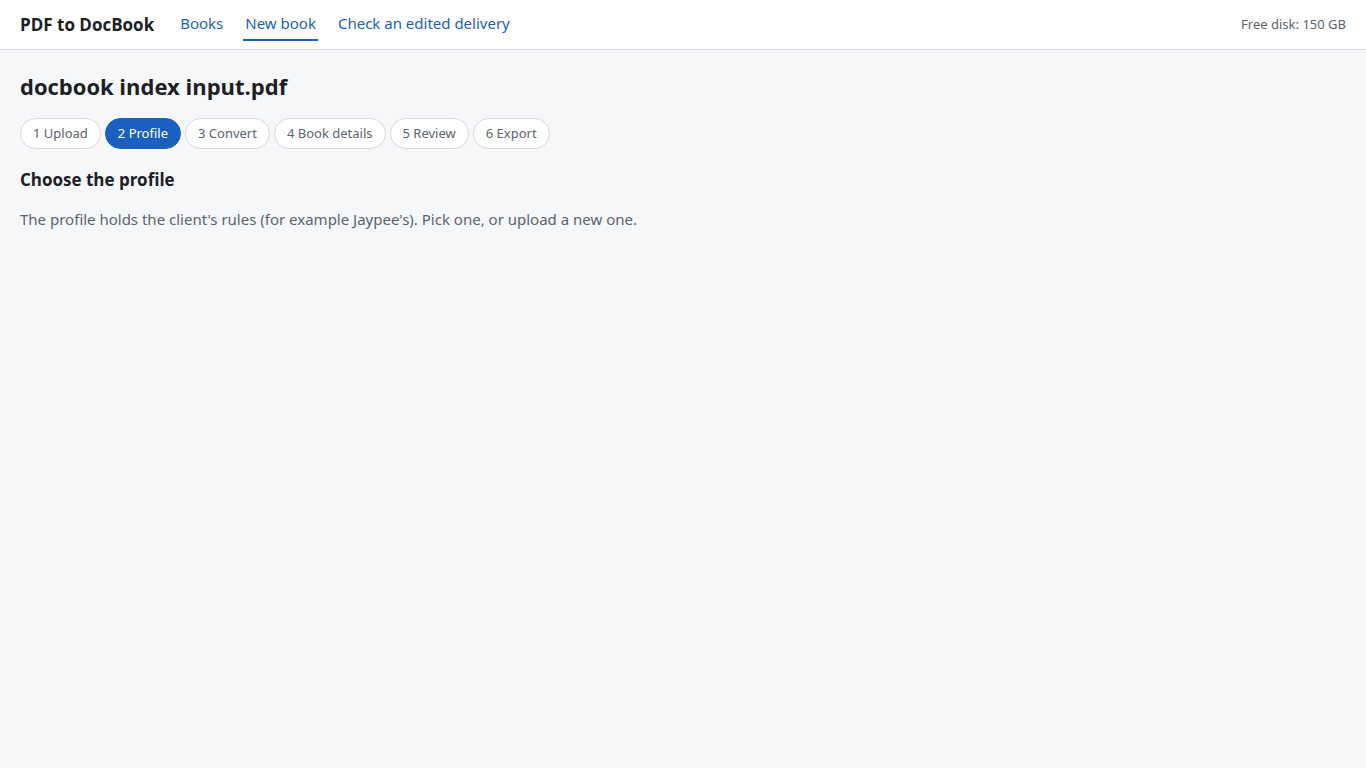 PDF to DocBook Books New book Check an edited delivery Free disk: 150 GB
docbook index input.pdf
1 Upload 2 Profile 3 Convert 4 Book details 5 Review 6 Export
Choose the profile
The profile holds the client's rules (for example Jaypee's). Pick one, or upload a new one.